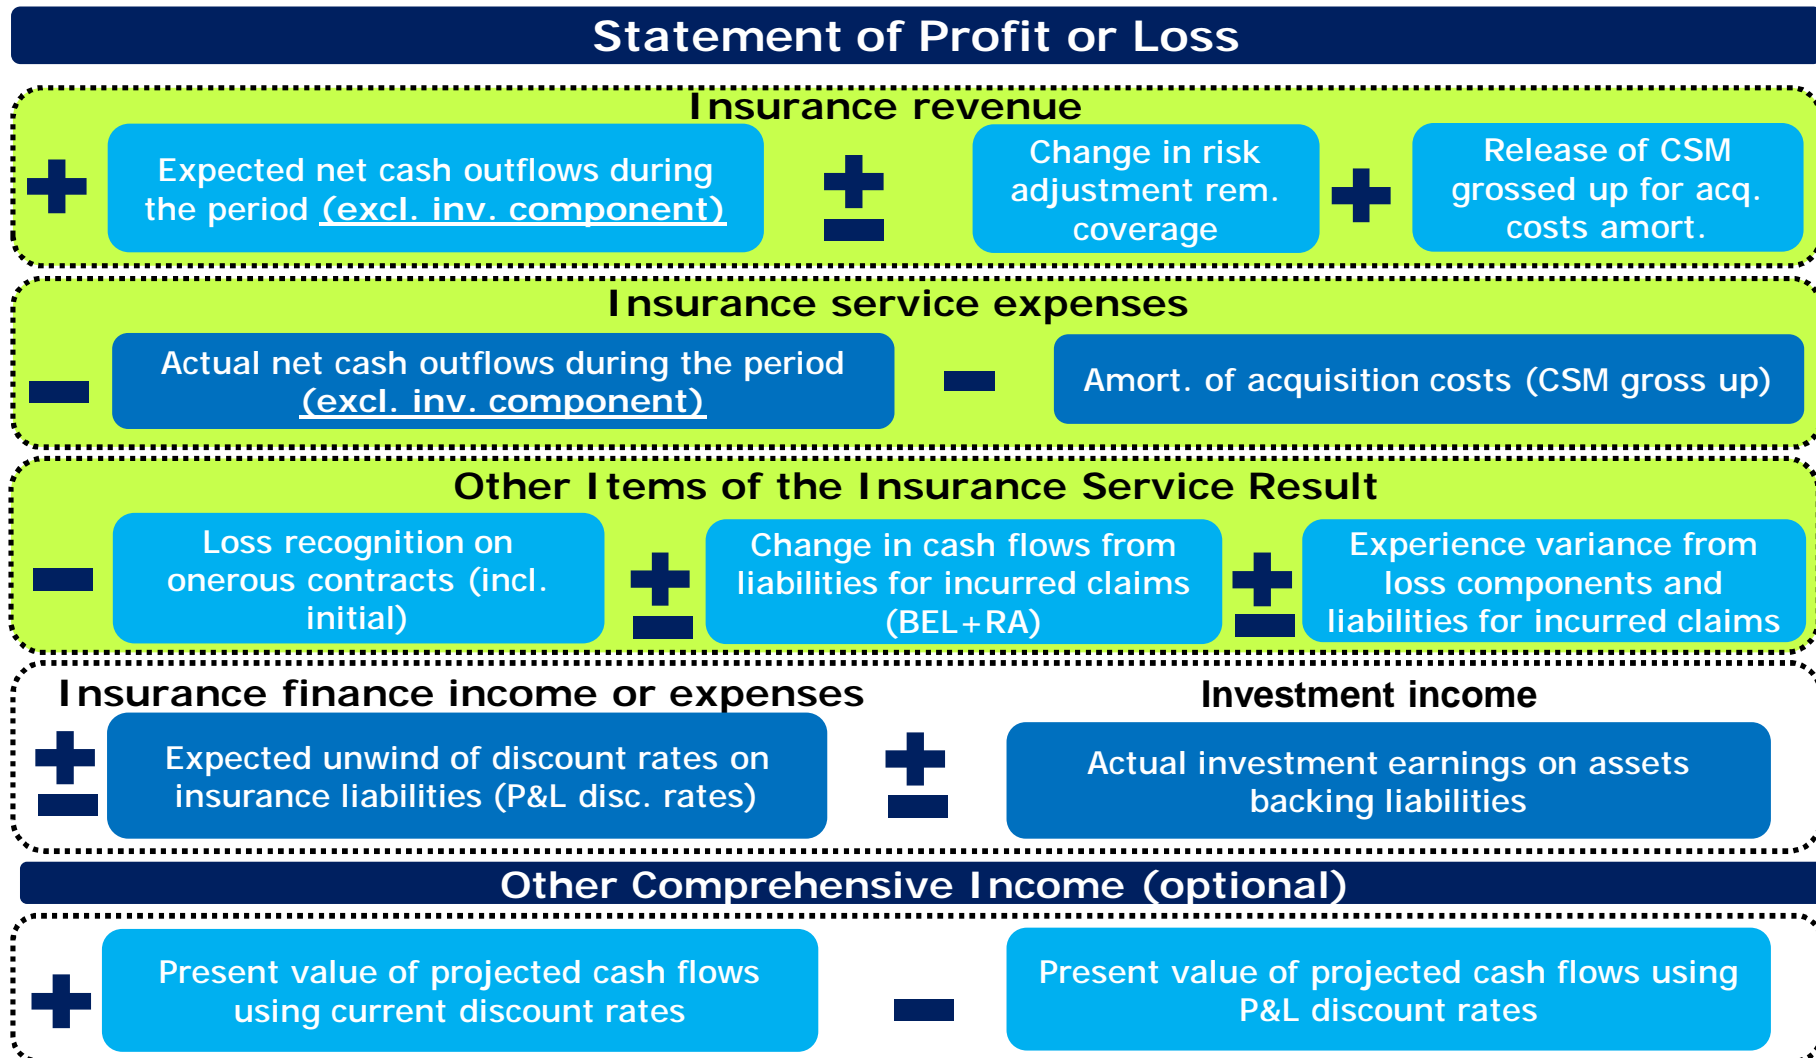 Statement of Profit or Loss
Insurance revenue
Expected net cash outflows during
the period (excl. inv. component)
Change in risk
adjustment rem.
coverage
Release of CSM
grossed up for acq.
costs amort.
Insurance service expenses
Actual net cash outflows during the period
(excl. inv. component)
Amort. of acquisition costs (CSM gross up)
Other Items of the Insurance Service Result
Loss recognition on
onerous contracts (incl.
initial)
Change in cash flows from
liabilities for incurred claims
(BEL+RA)
Experience variance from
loss components and
liabilities for incurred claims
Insurance finance income or expenses
Investment income
Expected unwind of discount rates on
insurance liabilities (P&L disc. rates)
Actual investment earnings on assets
backing liabilities
Other Comprehensive Income (optional)
Present value of projected cash flows
using current discount rates
Present value of projected cash flows using
P&L discount rates